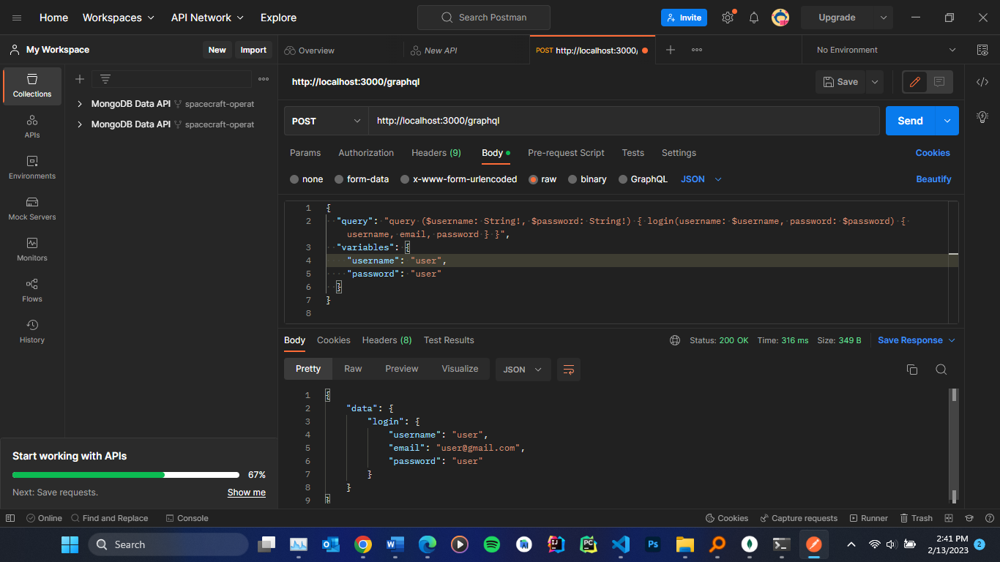 Home Workspaces API Network Explore Search Postman Invite Upgrade
My Workspace New Import Overview New API POST http://localhost:3000/ No Environment
Collections
APIs
Environments
Mock Servers
Monitors
Flows
History
MongoDB Data API spacecraft-operat
MongoDB Data API spacecraft-operat
http://localhost:3000/graphql Save
POST http://localhost:3000/graphql Send
Params Authorization Headers (9) Body Pre-request Script Tests Settings Cookies
none form-data x-www-form-urlencoded raw binary GraphQL JSON Beautify
1 {
2 "query": "query ($username: String!, $password: String!) { login(username: $username, password: $password) {
username, email, password } }",
3 "variables": {
4 "username": "user",
5 "password": "user"
6 }
7 }
8
Body Cookies Headers (8) Test Results Status: 200 OK Time: 316 ms Size: 349 B Save Response
Pretty Raw Preview Visualize JSON
1 {
2 "data": {
3 "login": {
4 "username": "user",
5 "email": "user@gmail.com",
6 "password": "user"
7 }
8 }
9 }
Start working with APIs
67%
Next: Save requests. Show me
Online Find and Replace Console Cookies Capture requests Runner Trash
Search
2:41 PM
2/13/2023 2